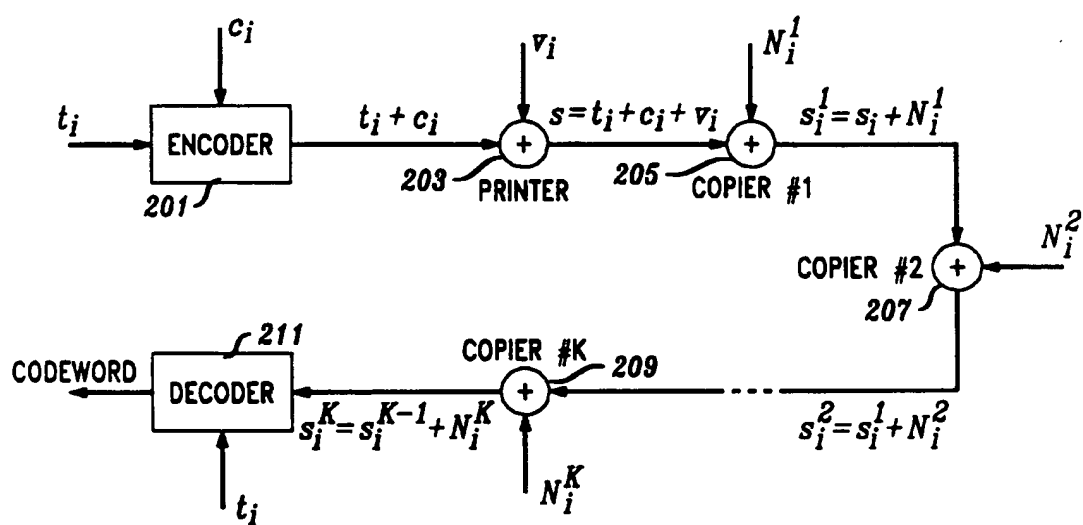 c_i
v_i
N_i^1
t_i
ENCODER
201
t_i + c_i
203
PRINTER
s=t_i+c_i+v_i
205
COPIER #1
s_i^1=s_i+N_i^1
COPIER #2
207
N_i^2
CODEWORD
211
DECODER
t_i
s_i^K=s_i^{K-1}+N_i^K
COPIER #K
209
N_i^K
s_i^2=s_i^1+N_i^2